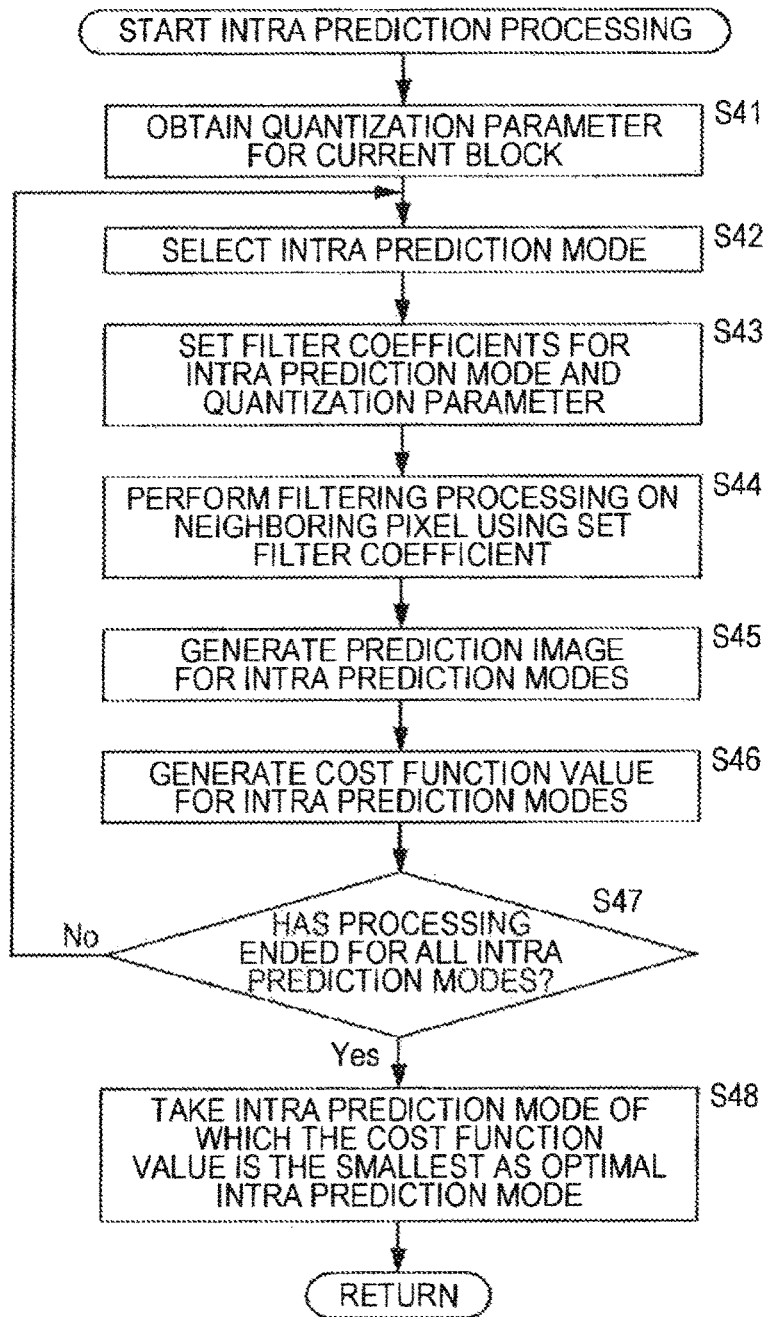 START INTRA PREDICTION PROCESSING
S41
OBTAIN QUANTIZATION PARAMETER
FOR CURRENT BLOCK
S42
SELECT INTRA PREDICTION MODE
S43
SET FILTER COEFFICIENTS FOR
INTRA PREDICTION MODE AND
QUANTIZATION PARAMETER
S44
PERFORM FILTERING PROCESSING ON
NEIGHBORING PIXEL USING SET
FILTER COEFFICIENT
S45
GENERATE PREDICTION IMAGE
FOR INTRA PREDICTION MODES
S46
GENERATE COST FUNCTION VALUE
FOR INTRA PREDICTION MODES
S47
HAS PROCESSING
ENDED FOR ALL INTRA
PREDICTION MODES?
No
Yes
S48
TAKE INTRA PREDICTION MODE OF
WHICH THE COST FUNCTION
VALUE IS THE SMALLEST AS OPTIMAL
INTRA PREDICTION MODE
RETURN